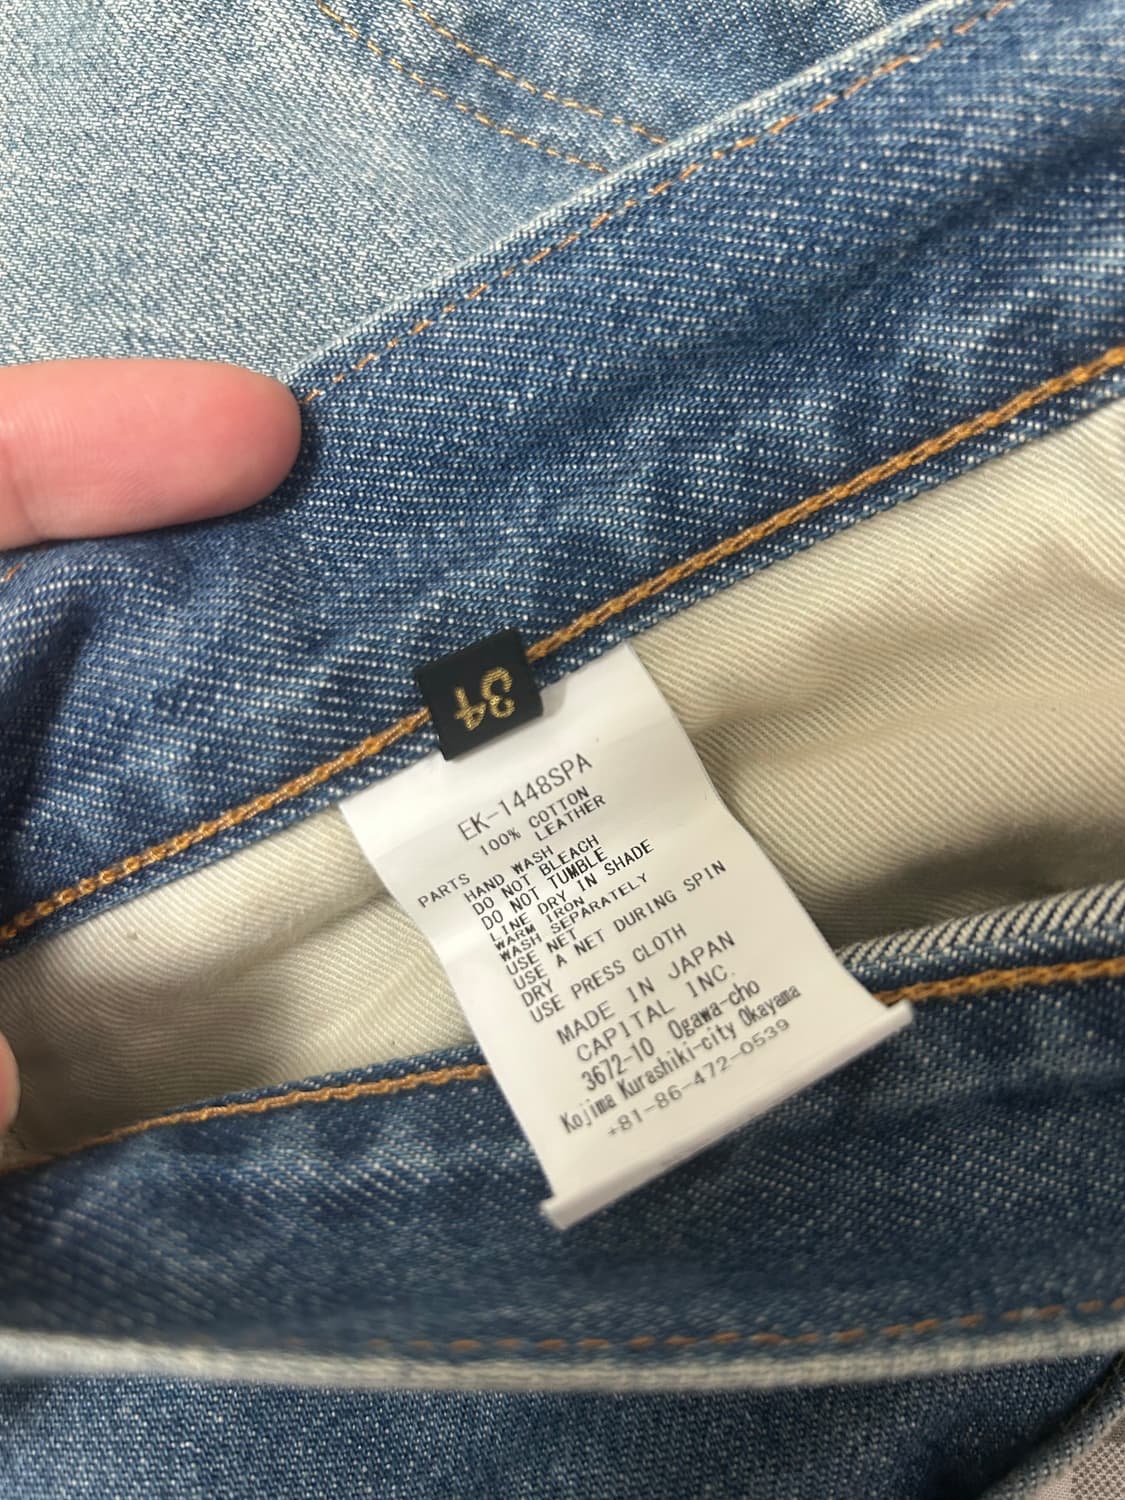 34
EK-1448SPA
100% COTTON
PARTS LEATHER
HAND WASH
DO NOT BLEACH
DO NOT TUMBLE
LINE DRY IN SHADE
WARM IRON
WASH SEPARATELY
USE NET
USE A NET DURING SPIN
DRY
USE PRESS CLOTH
MADE IN JAPAN
CAPITAL INC.
3672-10 Ogawa-cho
Kojima Kurashiki-city Okayama
+81-86-472-0539